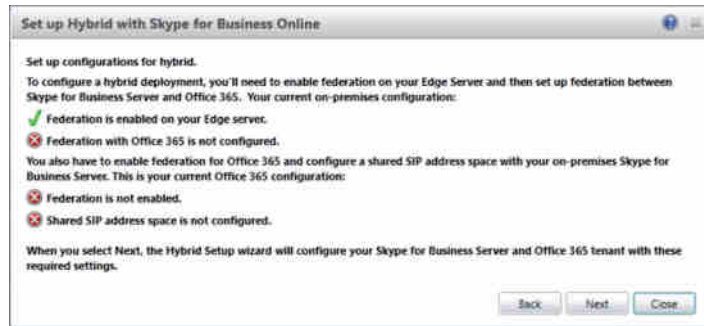 Set up Hybrid with Skype for Business Online
Set up configurations for hybrid.
To configure a hybrid deployment, you'll need to enable federation on your Edge Server and then set up federation between
Skype for Business Server and Office 365. Your current on-premises configuration:
Federation is enabled on your Edge server.
Federation with Office 365 is not configured.
You also have to enable federation for Office 365 and configure a shared SIP address space with your on-premises Skype for
Business Server. This is your current Office 365 configuration:
Federation is not enabled.
Shared SIP address space is not configured.
When you select Next, the Hybrid Setup wizard will configure your Skype for Business Server and Office 365 tenant with these
required settings.
Back Next Close